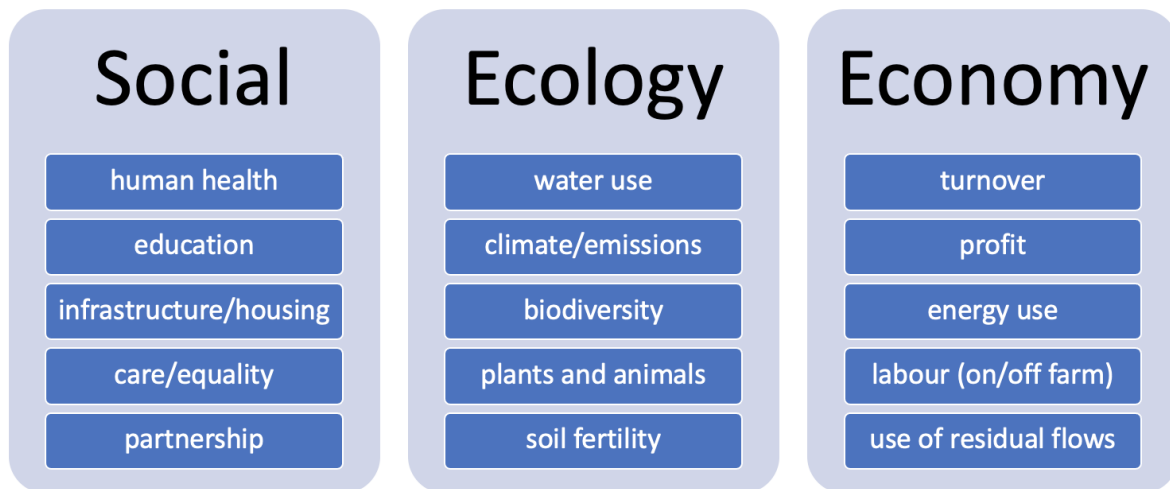 Social
human health
education
infrastructure/housing
care/equality
partnership
Ecology
water use
climate/emissions
biodiversity
plants and animals
soil fertility
Economy
turnover
profit
energy use
labour (on/off farm)
use of residual flows